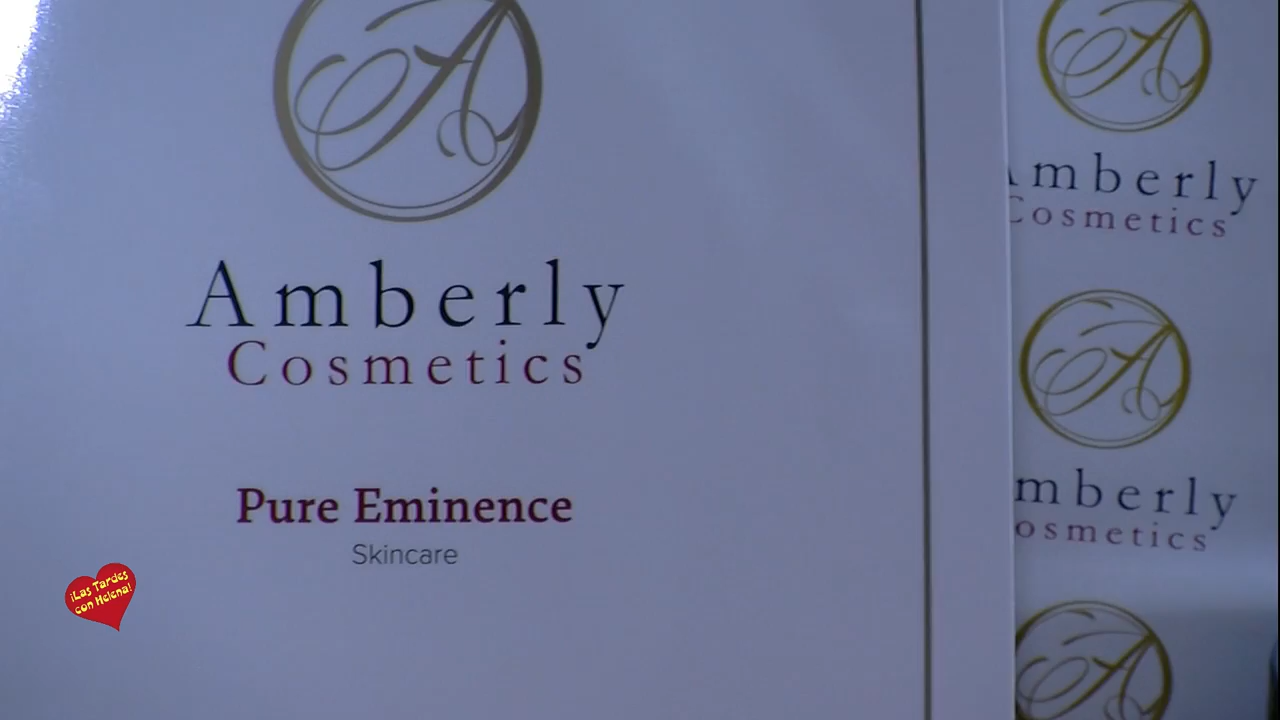 A
Amberly
Cosmetics
Pure Eminence
Skincare
¡Las Tardes
con Helena!
A
mberly
Cosmetics
A
mberly
osmetics
A